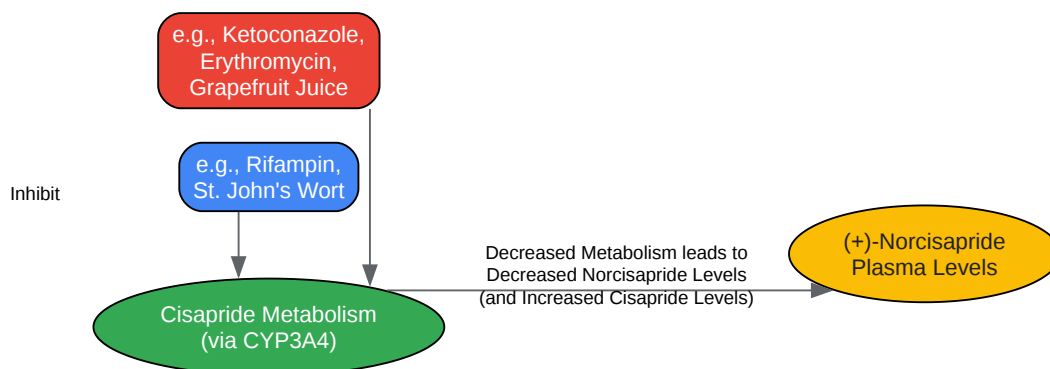 e.g., Ketoconazole,
Erythromycin,
Grapefruit Juice
e.g., Rifampin,
St. John's Wort
Inhibit
Decreased Metabolism leads to
Decreased Norcisapride Levels
(and Increased Cisapride Levels)
(+)-Norcisapride
Plasma Levels
Cisapride Metabolism
(via CYP3A4)